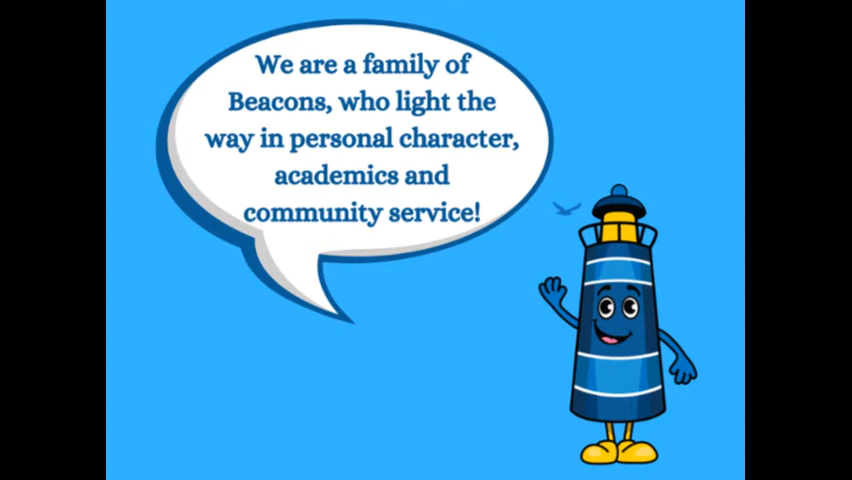 We are a family of
Beacons, who light the
way in personal character,
academics and
community service!